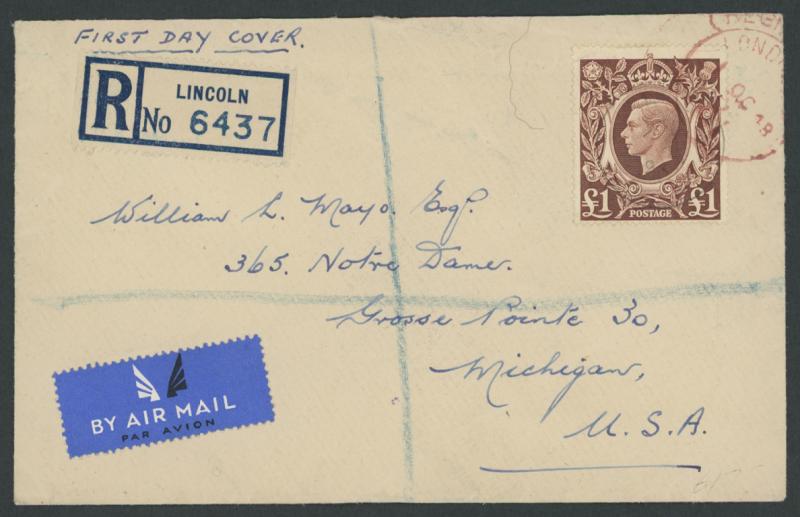 FIRST DAY COVER.
R
LINCOLN
No 6437
£1 POSTAGE £1
William L. Mayo. Esq.
365. Notre Dame.
Grosse Pointe 30,
Michigan,
U.S.A.
BY AIR MAIL
PAR AVION